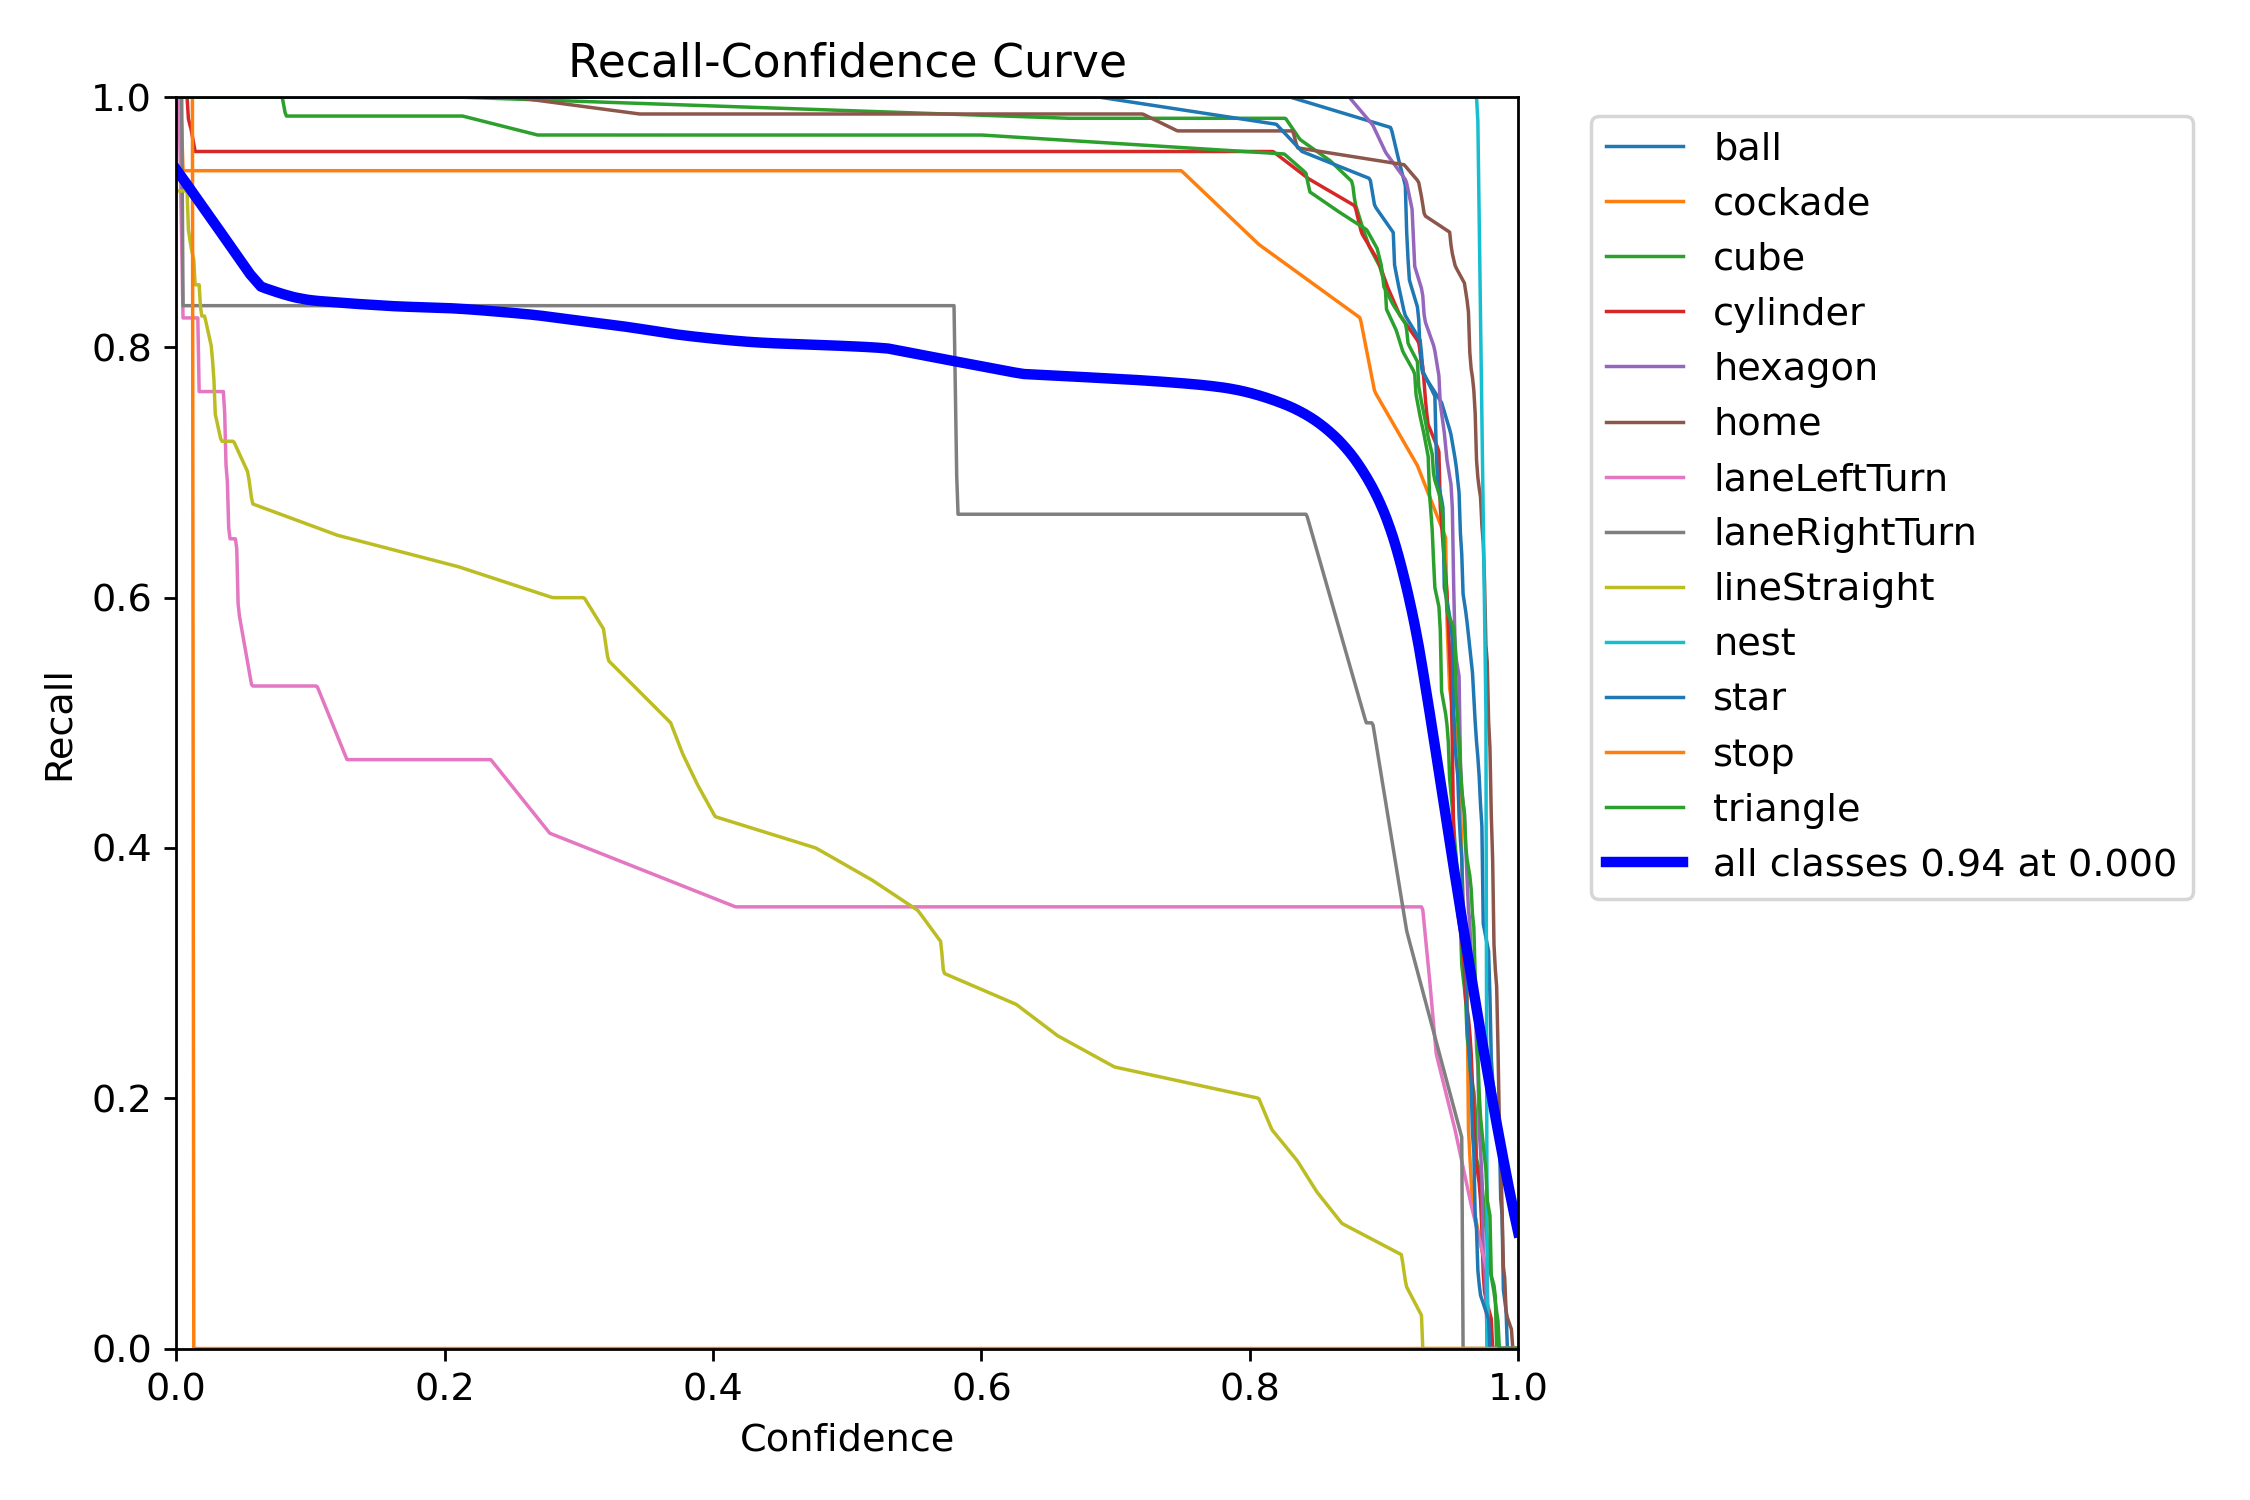 Recall-Confidence Curve
1.0
0.8
0.6
0.4
0.2
0.0
Recall
0.0 0.2 0.4 0.6 0.8 1.0
Confidence
ball
cockade
cube
cylinder
hexagon
home
laneLeftTurn
laneRightTurn
lineStraight
nest
star
stop
triangle
all classes 0.94 at 0.000